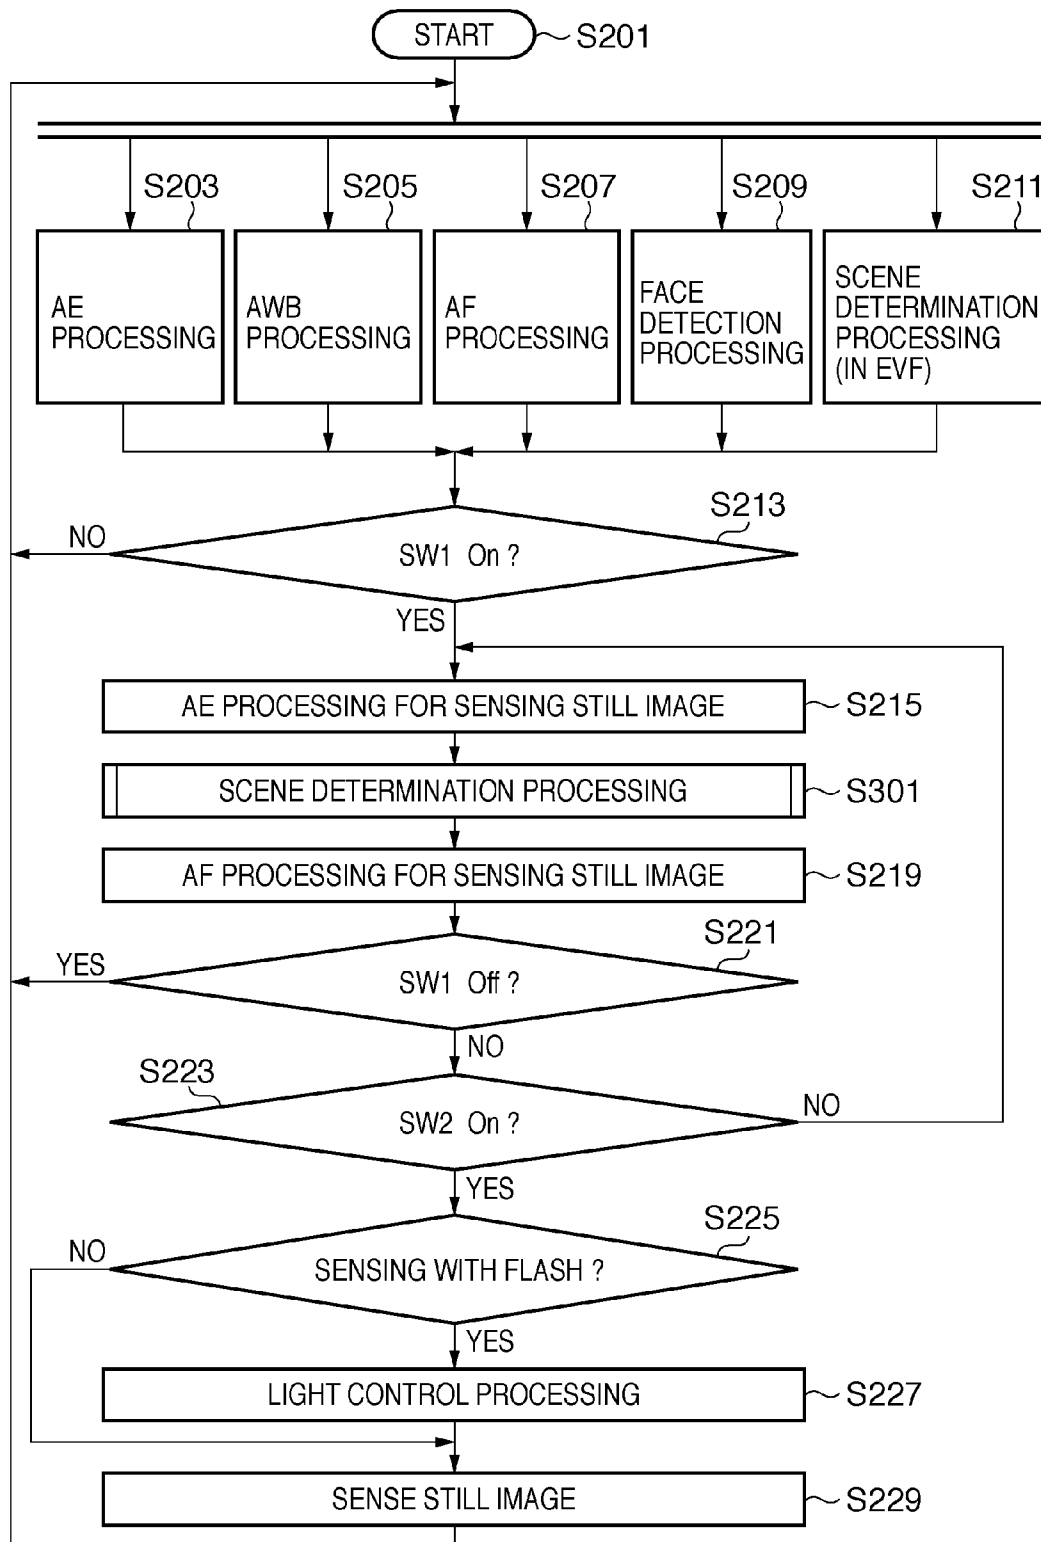 START
S201
S203
S205
S207
S209
S211
AE
PROCESSING
AWB
PROCESSING
AF
PROCESSING
FACE
DETECTION
PROCESSING
SCENE
DETERMINATION
PROCESSING
(IN EVF)
S213
NO
SW1 On ?
YES
AE PROCESSING FOR SENSING STILL IMAGE
S215
SCENE DETERMINATION PROCESSING
S301
AF PROCESSING FOR SENSING STILL IMAGE
S219
S221
YES
SW1 Off ?
NO
S223
SW2 On ?
NO
YES
S225
NO
SENSING WITH FLASH ?
YES
LIGHT CONTROL PROCESSING
S227
SENSE STILL IMAGE
S229